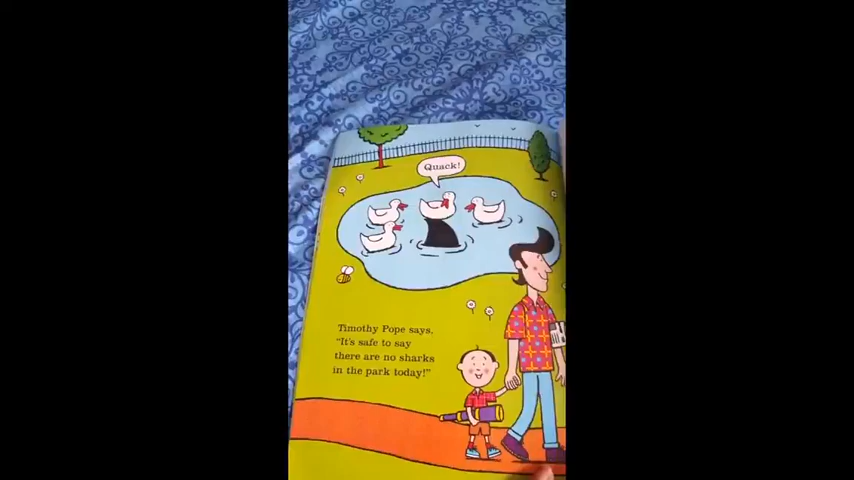 Quack!
Timothy Pope says,
"It's safe to say
there are no sharks
in the park today!"